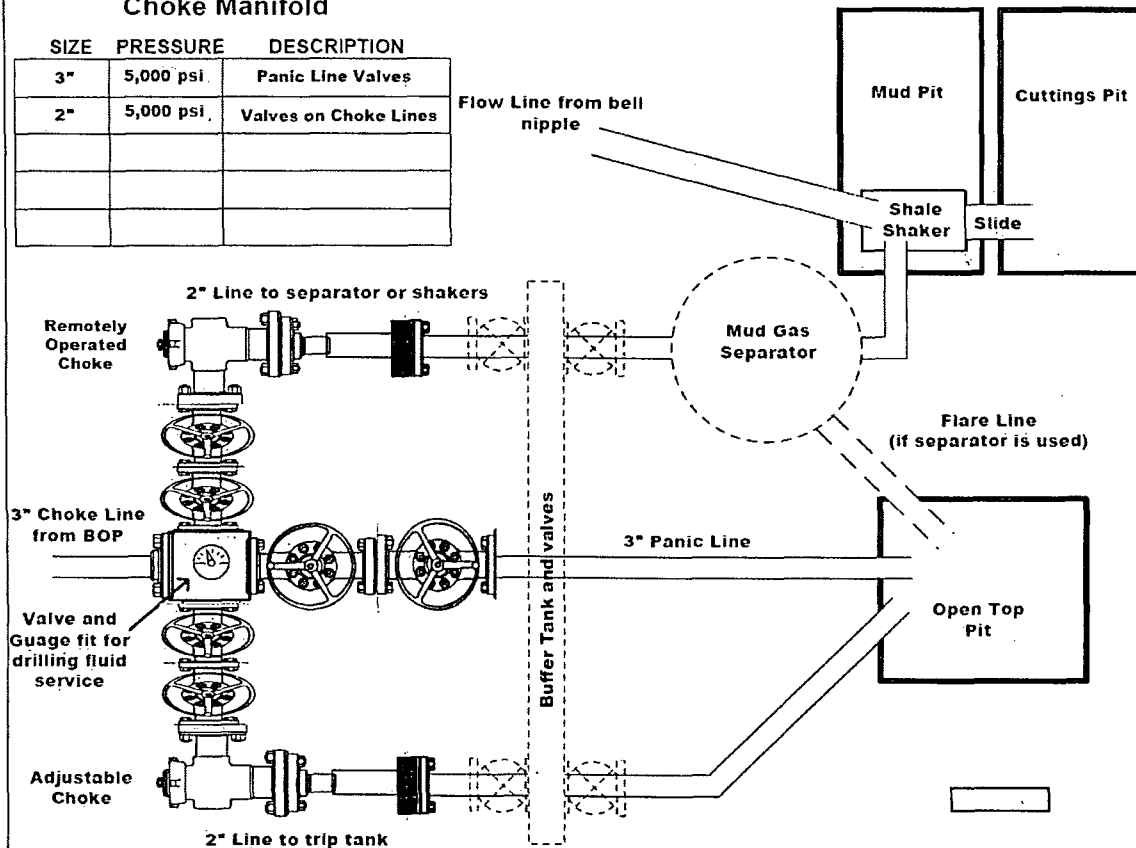 Choke Manifold
SIZE PRESSURE DESCRIPTION
3" 5,000 psi Panic Line Valves
2" 5,000 psi Valves on Choke Lines
Flow Line from bell
nipple
Mud Pit
Cuttings Pit
Shale
Shaker
Slide
2" Line to separator or shakers
Remotely
Operated
Choke
Mud Gas
Separator
Flare Line
(if separator is used)
3" Choke Line
from BOP
3" Panic Line
Buffer Tank and valves
Valve and
Guage fit for
drilling fluid
service
Open Top
Pit
Adjustable
Choke
2" Line to trip tank